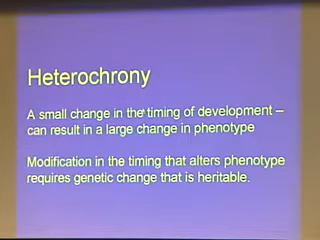 Heterochrony
A small change in the timing of development –
can result in a large change in phenotype
Modification in the timing that alters phenotype
requires genetic change that is heritable.